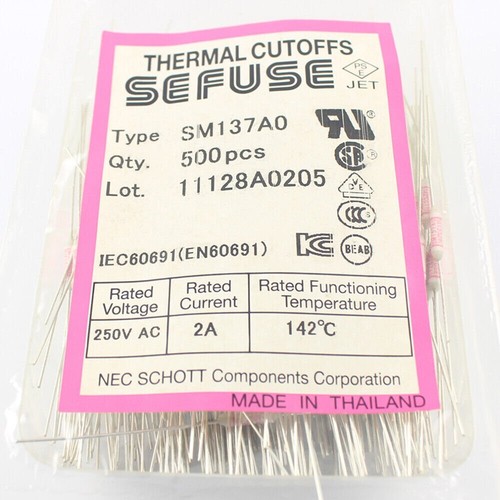 THERMAL CUTOFFS
SEFUSE
PS E
JET
Type SM137A0
Qty. 500pcs
Lot. 11128A0205
IEC60691(EN60691)
BEAB
Rated Voltage
Rated Current
Rated Functioning Temperature
250V AC 2A 142℃
NEC SCHOTT Components Corporation
MADE IN THAILAND